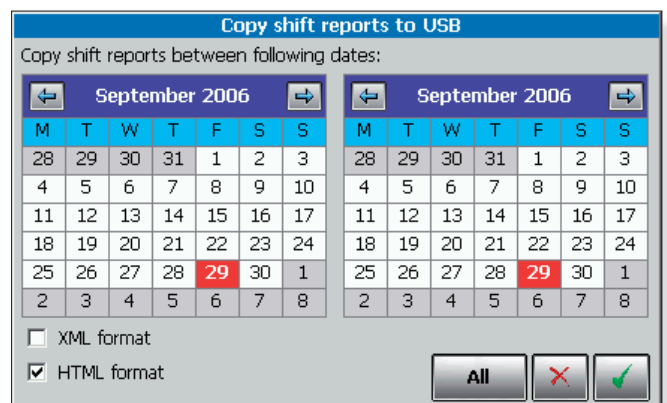 Copy shift reports to USB
Copy shift reports between following dates:
September 2006
M T W T F S S
28 29 30 31 1 2 3
4 5 6 7 8 9 10
11 12 13 14 15 16 17
18 19 20 21 22 23 24
25 26 27 28 29 30 1
2 3 4 5 6 7 8
September 2006
M T W T F S S
28 29 30 31 1 2 3
4 5 6 7 8 9 10
11 12 13 14 15 16 17
18 19 20 21 22 23 24
25 26 27 28 29 30 1
2 3 4 5 6 7 8
XML format
HTML format
All